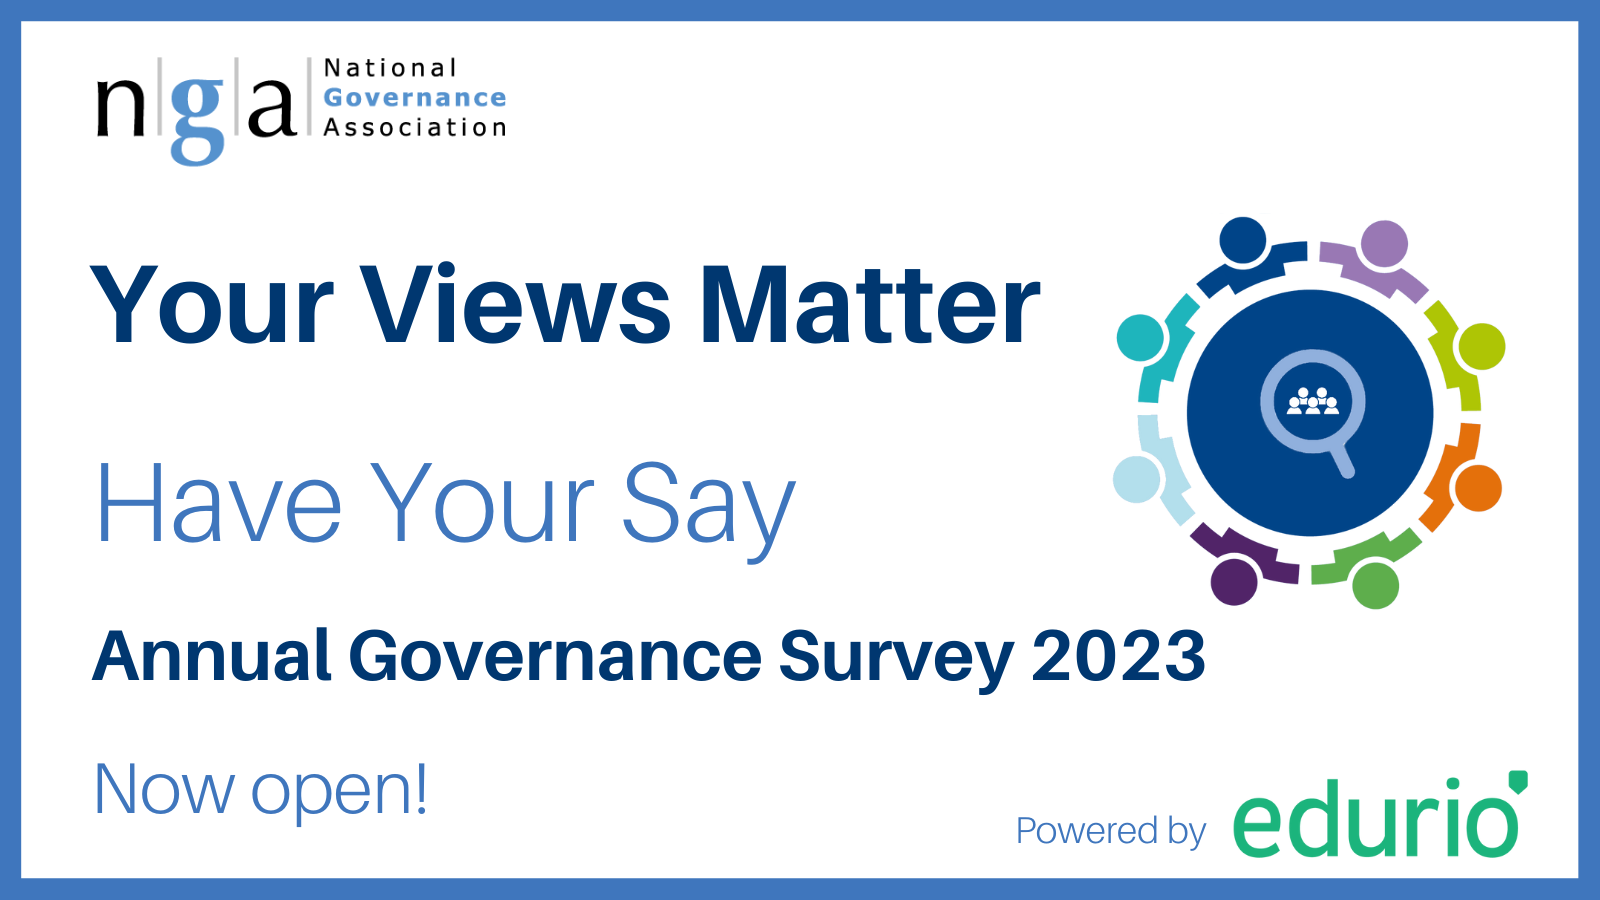 n|g|a
National
Governance
Association
Your Views Matter
Have Your Say
Annual Governance Survey 2023
Now open!
Powered by edurio